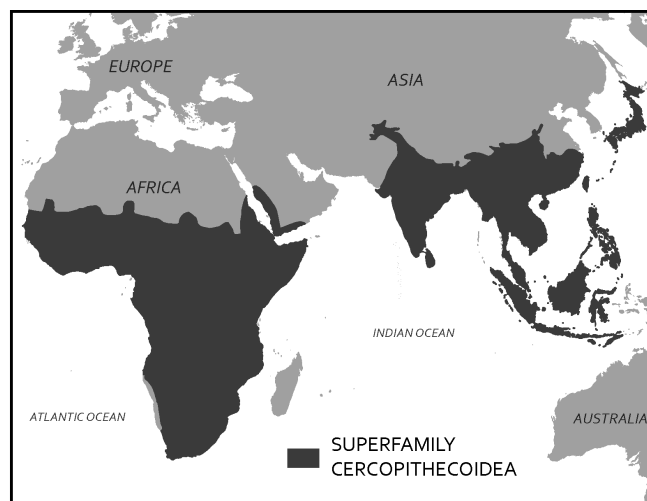 EUROPE
ASIA
AFRICA
INDIAN OCEAN
ATLANTIC OCEAN
AUSTRALIA
SUPERFAMILY
CERCOPITHECOIDEA